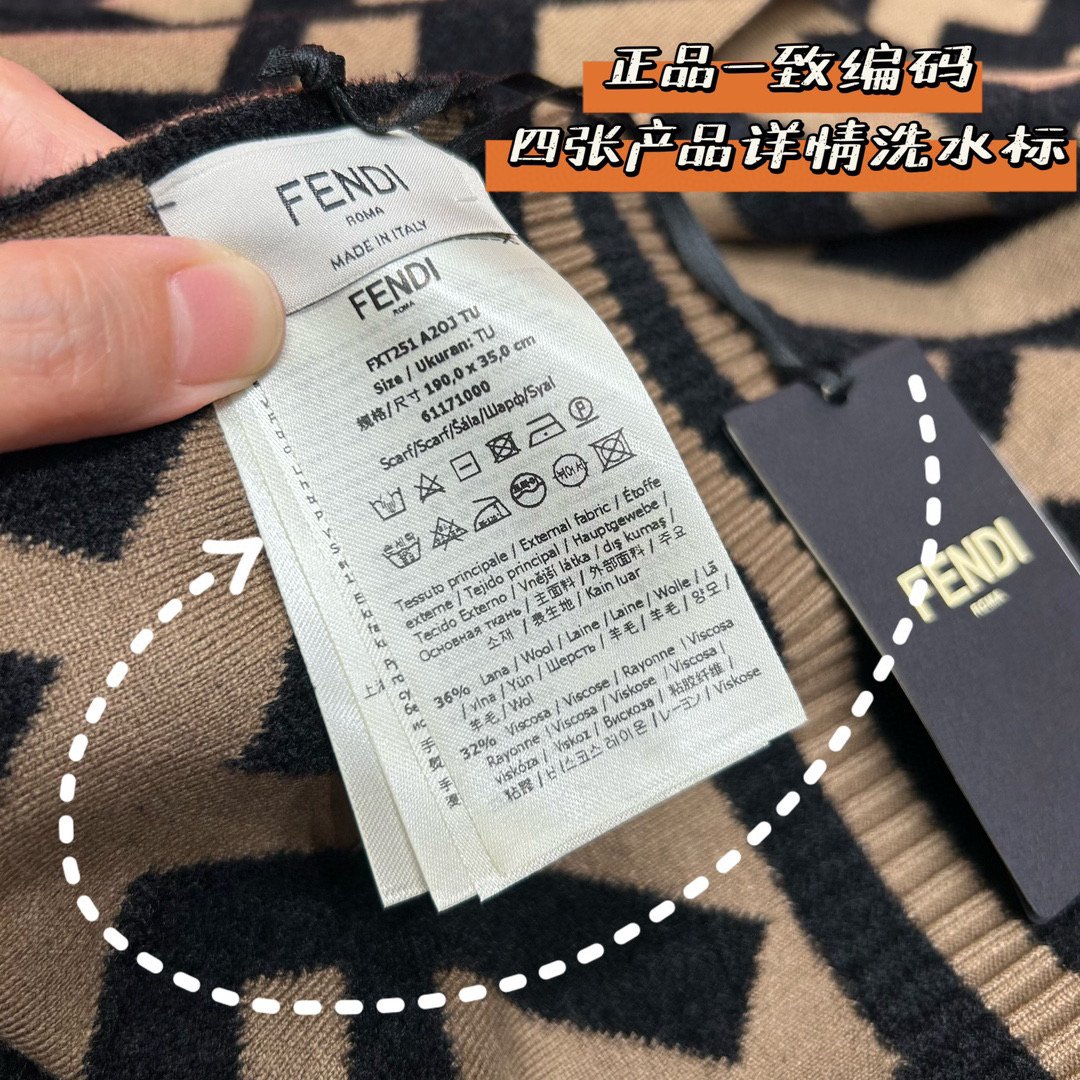 正品一致编码
四张产品详情洗水标
FENDI
ROMA
MADE IN ITALY
FENDI
ROMA
FXT251 A20J TU
Size / Ukuran: TU
规格/尺寸 190,0 x 35,0 cm
61171000
Scarf/Scarf/Šála/Шарф/Syal
Tessuto principale / External fabric / Étoffe
externe / Tejido principal / Hauptgewebe /
Tecido Externo / Vnější látka / dış kumaş /
Основная ткань / 主面料 / 外部面料 / 주요
소재 / 表生地 / Kain luar
36% Lana / Wool / Laine / Laine / Wolle / Lã
/ vlna / Yün / Шерсть / 羊毛 / 羊毛 / 양모 /
羊毛 / Wol
32% Viscosa / Viscose / Rayonne / Viscosa
Rayonne / Viscosa / Viskose / Viscosa /
viskóza / Viskoz / Вискоза / 粘胶纤维 /
粘膠 / 비스코스 레이온 / レーヨン / Viskose
FENDI
ROMA